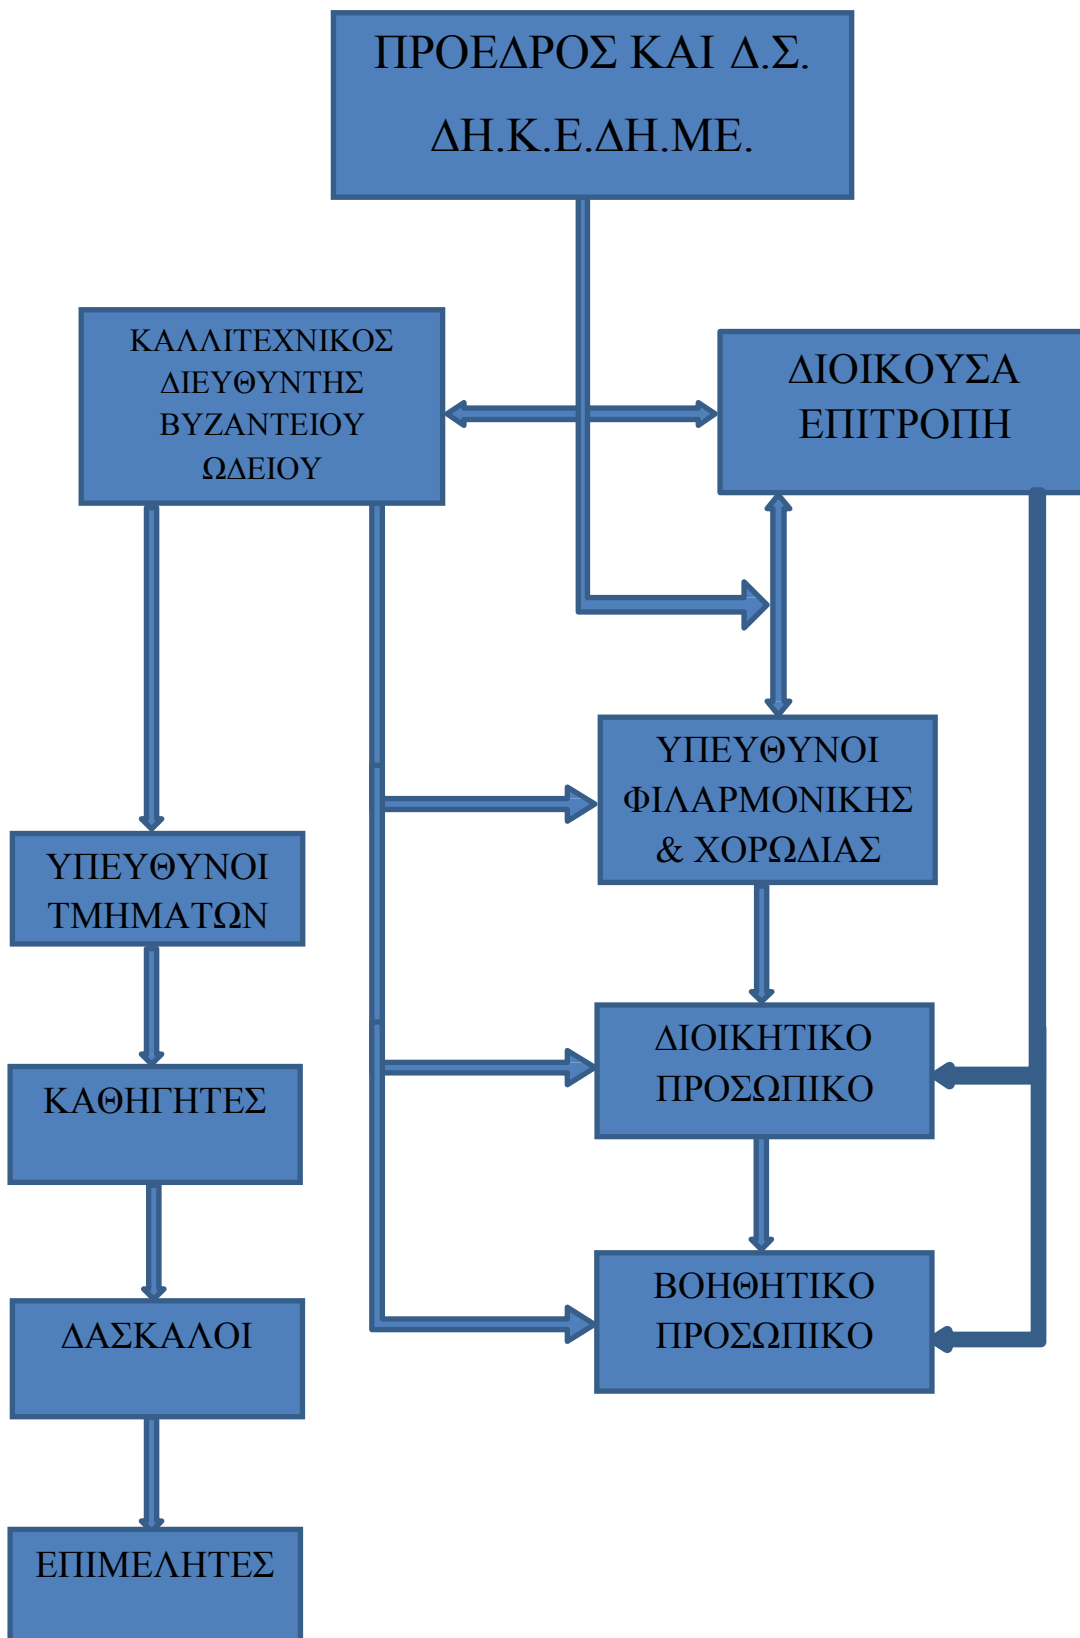 ΠΡΟΕΔΡΟΣ ΚΑΙ Δ.Σ.
ΔΗ.Κ.Ε.ΔΗ.ΜΕ.
ΚΑΛΛΙΤΕΧΝΙΚΟΣ
ΔΙΕΥΘΥΝΤΗΣ
ΒΥΖΑΝΤΕΙΟΥ
ΩΔΕΙΟΥ
ΔΙΟΙΚΟΥΣΑ
ΕΠΙΤΡΟΠΗ
ΥΠΕΥΘΥΝΟΙ
ΦΙΛΑΡΜΟΝΙΚΗΣ
& ΧΟΡΩΔΙΑΣ
ΥΠΕΥΘΥΝΟΙ
ΤΜΗΜΑΤΩΝ
ΔΙΟΙΚΗΤΙΚΟ
ΠΡΟΣΩΠΙΚΟ
ΚΑΘΗΓΗΤΕΣ
ΒΟΗΘΗΤΙΚΟ
ΠΡΟΣΩΠΙΚΟ
ΔΑΣΚΑΛΟΙ
ΕΠΙΜΕΛΗΤΕΣ